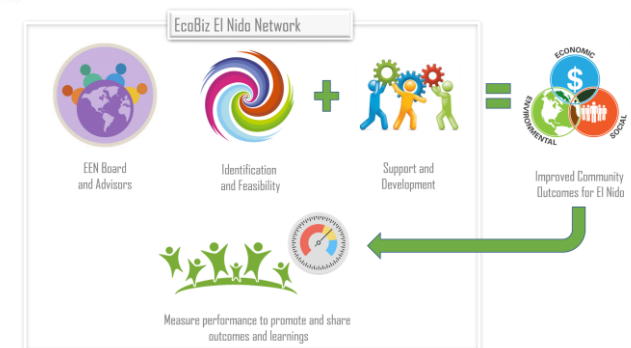 EcoBiz El Nido Network
EEN Board
and Advisors
Identification
and Feasibility
Support and
Development
ECONOMIC
$
ENVIRONMENTAL
SOCIAL
Improved Community
Outcomes for El Nido
Measure performance to promote and share
outcomes and learnings